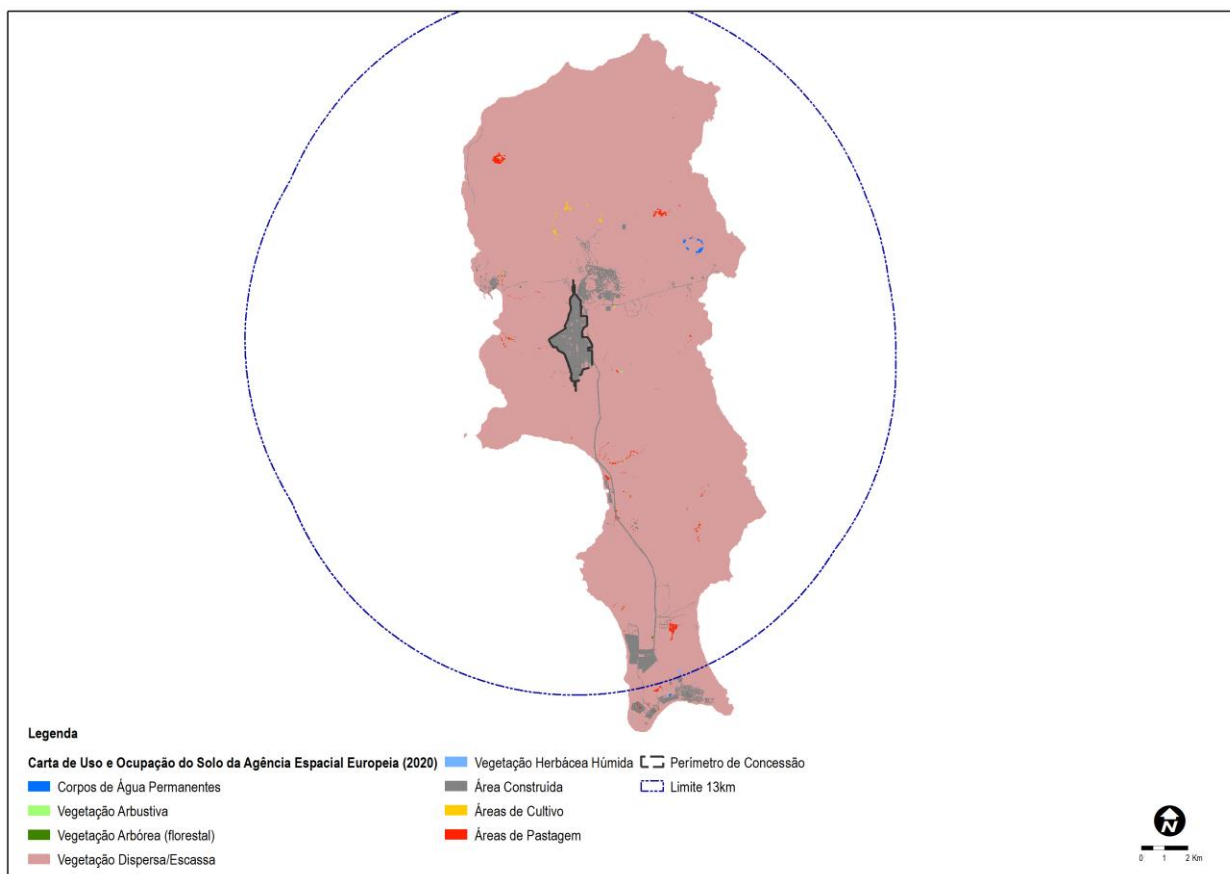 Legenda
Carta de Uso e Ocupação do Solo da Agência Espacial Europeia (2020)
Corpos de Água Permanentes
Vegetação Arbustiva
Vegetação Arbórea (florestal)
Vegetação Dispersa/Escassa
Vegetação Herbácea Húmida
Área Construída
Áreas de Cultivo
Áreas de Pastagem
Perímetro de Concessão
Limite 13km
N
0 1 2 Km